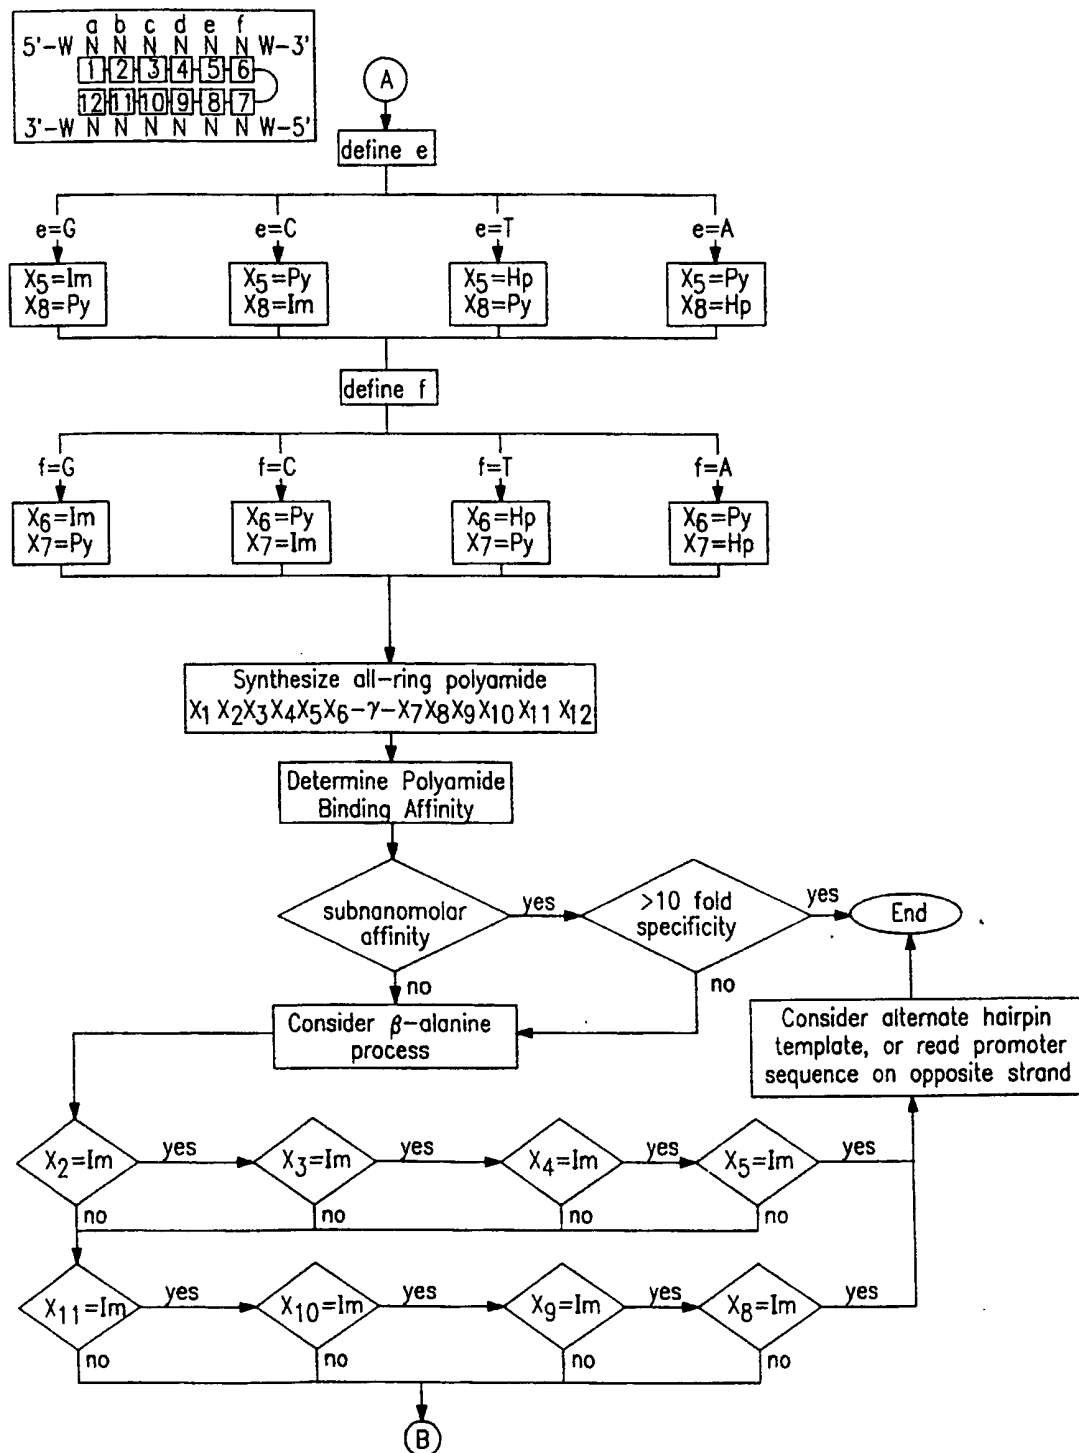 a b c d e f
5'-W N N N N N N W-3'
1 2 3 4 5 6
12 11 10 9 8 7
3'-W N N N N N N W-5'
A
define e
e=G e=C e=T e=A
X5=Im X5=Py X5=Hp X5=Py
X8=Py X8=Im X8=Py X8=Hp
define f
f=G f=C f=T f=A
X6=Im X6=Py X6=Hp X6=Py
X7=Py X7=Im X7=Py X7=Hp
Synthesize all-ring polyamide
X1 X2X3X4X5X6-γ-X7X8X9X10X11X12
Determine Polyamide
Binding Affinity
subnanomolar
affinity
yes
>10 fold
specificity
yes
End
no
no
Consider β-alanine
process
Consider alternate hairpin
template, or read promoter
sequence on opposite strand
X2=Im yes X3=Im yes X4=Im yes X5=Im yes
no no no no
X11=Im yes X10=Im yes X9=Im yes X8=Im yes
no no no no
B